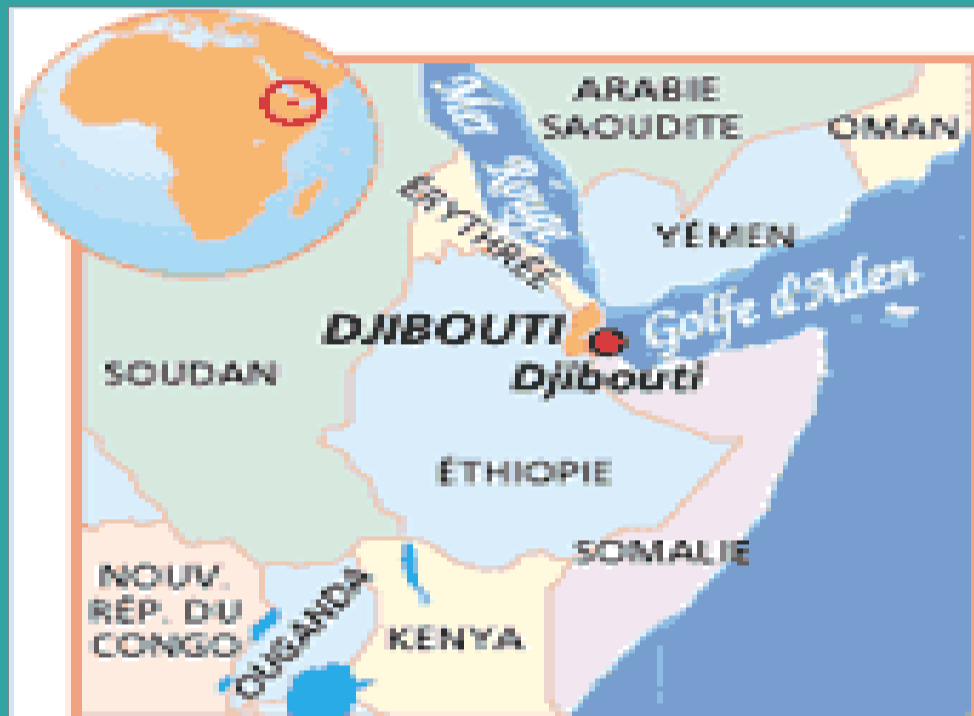 ARABIE
SAOUDITE
OMAN
Mer
Rouge
ÉRYTHRÉE
YÉMEN
Golfe d'Aden
DJIBOUTI
Djibouti
SOUDAN
ÉTHIOPIE
SOMALIE
NOUV.
RÉP. DU
CONGO
OUGANDA
KENYA